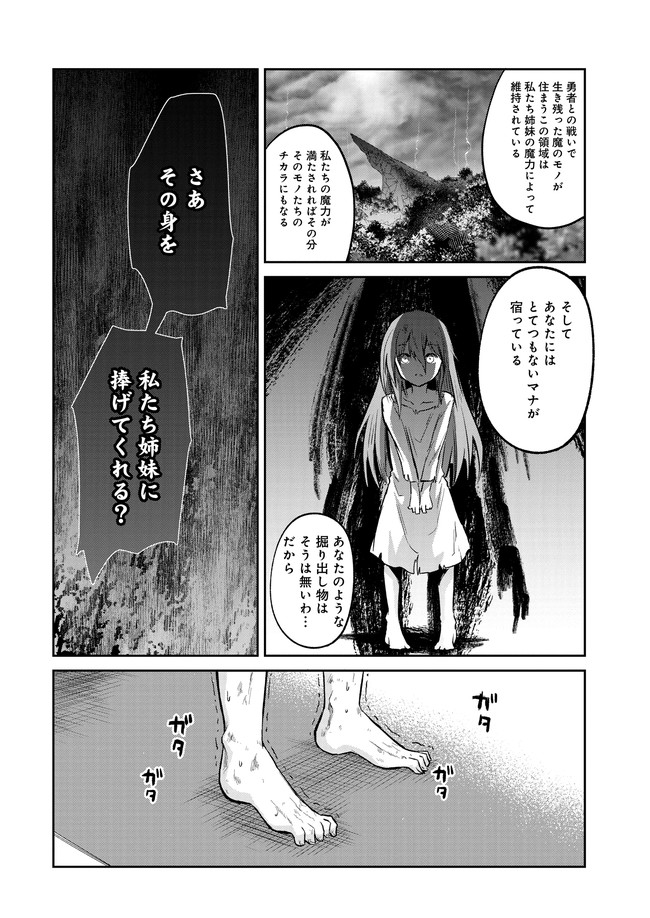 勇者との戦いで
生き残った魔のモノが
住まうこの領域は
私たち姉妹の魔力によって
維持されている
私たちの魔力が
満たされればその分
そのモノたちの
チカラにもなる
そして
あなたには
とてつもないマナが
宿っている
あなたのような
掘り出し物は
そうは無いわ…
だから
さあ
その身を
私たち姉妹に
捧げてくれる？
ガタ
ガタ
ガタ
ガタ